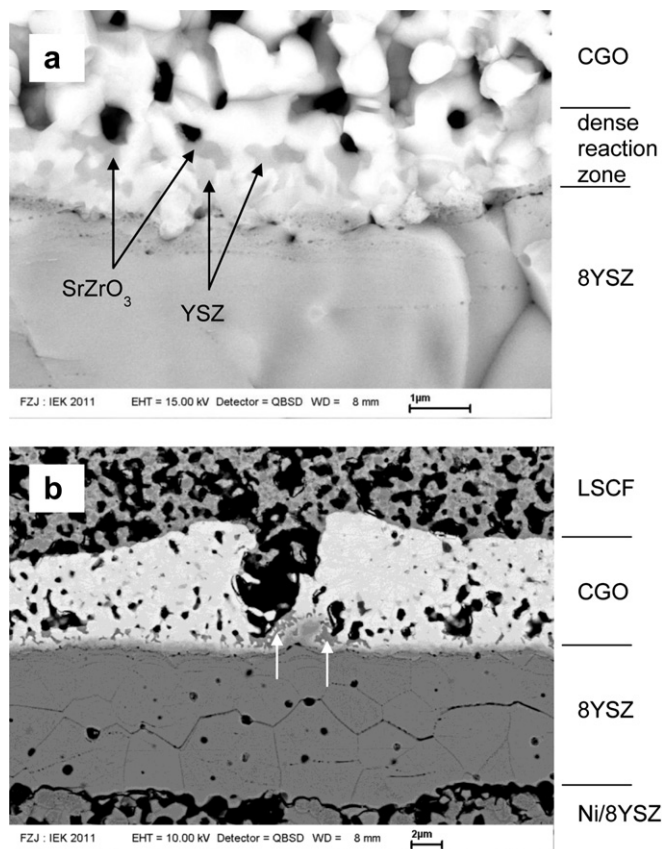 a
CGO
dense
reaction
zone
8YSZ
SrZrO₃
YSZ
FZJ : IEK 2011 EHT = 15.00 kV Detector = QBSD WD = 8 mm 1µm
b
LSCF
CGO
8YSZ
Ni/8YSZ
FZJ : IEK 2011 EHT = 10.00 kV Detector = QBSD WD = 8 mm 2µm